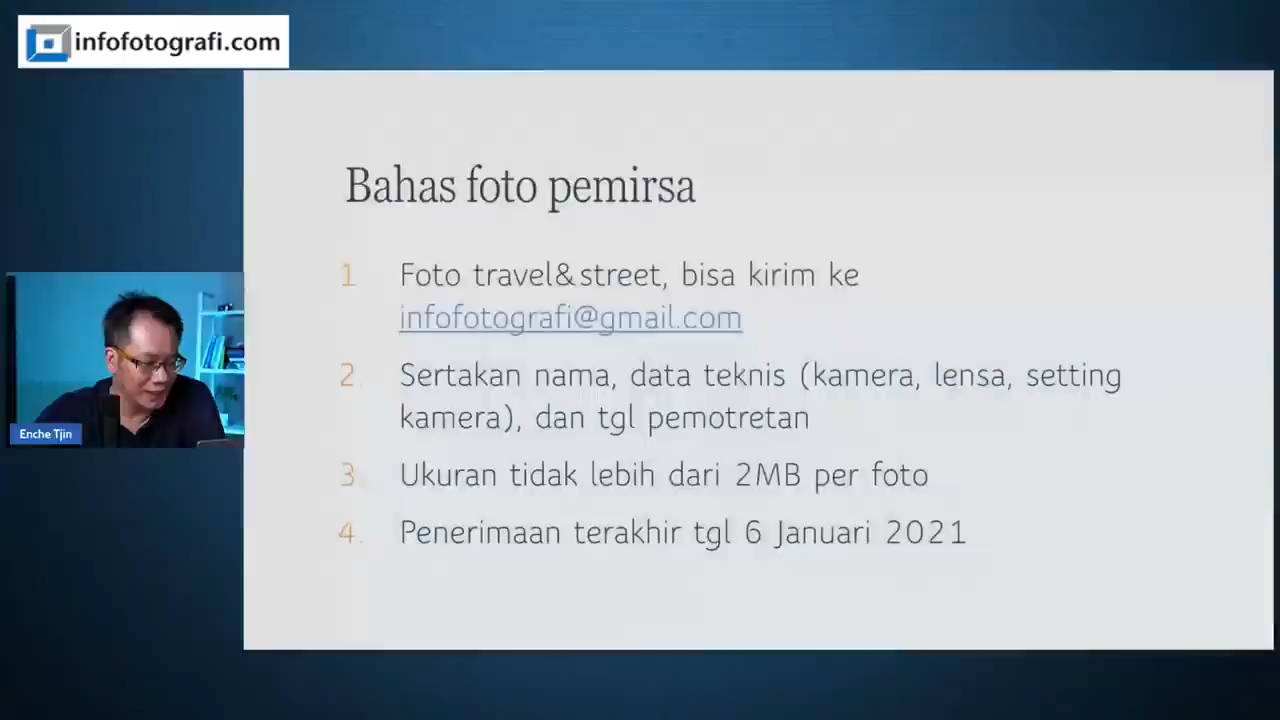 infofotografi.com
Bahas foto pemirsa
1. Foto travel&street, bisa kirim ke
infofotografi@gmail.com
2. Sertakan nama, data teknis (kamera, lensa, setting
kamera), dan tgl pemotretan
3. Ukuran tidak lebih dari 2MB per foto
4. Penerimaan terakhir tgl 6 Januari 2021
Enche Tjin